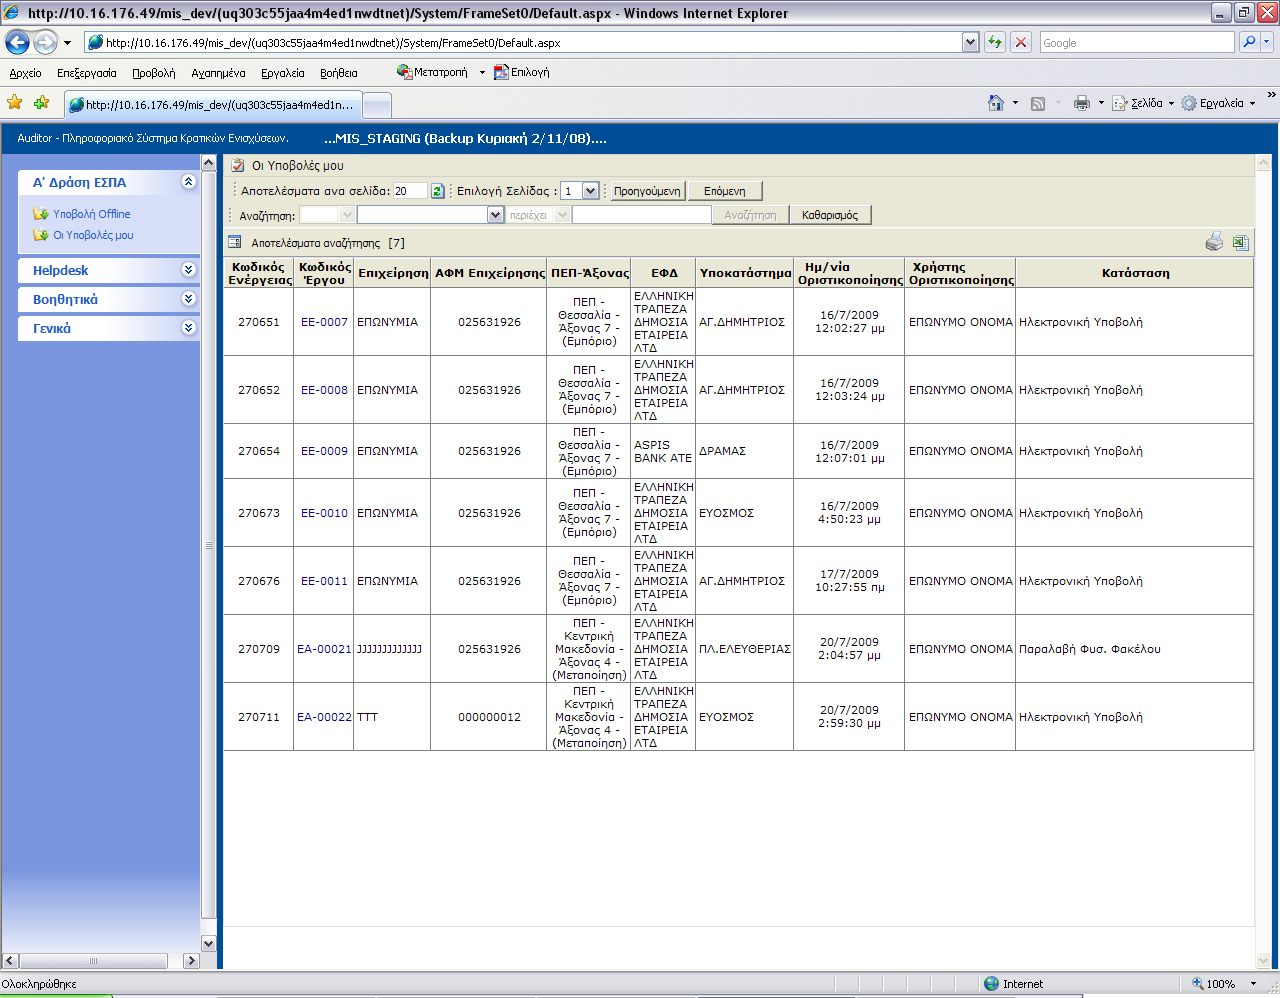 http://10.16.176.49/mis_dev/(uq303c55jaa4m4ed1nwdtnet)/System/FrameSet0/Default.aspx - Windows Internet Explorer
http://10.16.176.49/mis_dev/(uq303c55jaa4m4ed1nwdtnet)/System/FrameSet0/Default.aspx
Google
Αρχείο Επεξεργασία Προβολή Αγαπημένα Εργαλεία Βοήθεια Μετατροπή Επιλογή
http://10.16.176.49/mis_dev/(uq303c55jaa4m4ed1n...
Σελίδα Εργαλεία
Auditor - Πληροφοριακό Σύστημα Κρατικών Ενισχύσεων. ...MIS_STAGING (Backup Κυριακή 2/11/08)....
Α' Δράση ΕΣΠΑ
Υποβολή Offline
Οι Υποβολές μου
Helpdesk
Βοηθητικά
Γενικά
Οι Υποβολές μου
Αποτελέσματα ανα σελίδα: 20 Επιλογή Σελίδας : 1 Προηγούμενη Επόμενη
Αναζήτηση: περιέχει Αναζήτηση Καθαρισμός
Αποτελέσματα αναζήτησης [7]
Κωδικός Ενέργειας Κωδικός Έργου Επιχείρηση ΑΦΜ Επιχείρησης ΠΕΠ-Άξονας ΕΦΔ Υποκατάστημα Ημ/νία Οριστικοποίησης Χρήστης Οριστικοποίησης Κατάσταση
270651 ΕΕ-0007 ΕΠΩΝΥΜΙΑ 025631926 ΠΕΠ - Θεσσαλία - Άξονας 7 - (Εμπόριο) ΕΛΛΗΝΙΚΗ ΤΡΑΠΕΖΑ ΔΗΜΟΣΙΑ ΕΤΑΙΡΕΙΑ ΛΤΔ ΑΓ.ΔΗΜΗΤΡΙΟΣ 16/7/2009 12:02:27 μμ ΕΠΩΝΥΜΟ ΟΝΟΜΑ Ηλεκτρονική Υποβολή
270652 ΕΕ-0008 ΕΠΩΝΥΜΙΑ 025631926 ΠΕΠ - Θεσσαλία - Άξονας 7 - (Εμπόριο) ΕΛΛΗΝΙΚΗ ΤΡΑΠΕΖΑ ΔΗΜΟΣΙΑ ΕΤΑΙΡΕΙΑ ΛΤΔ ΑΓ.ΔΗΜΗΤΡΙΟΣ 16/7/2009 12:03:24 μμ ΕΠΩΝΥΜΟ ΟΝΟΜΑ Ηλεκτρονική Υποβολή
270654 ΕΕ-0009 ΕΠΩΝΥΜΙΑ 025631926 ΠΕΠ - Θεσσαλία - Άξονας 7 - (Εμπόριο) ASPIS BANK ATE ΔΡΑΜΑΣ 16/7/2009 12:07:01 μμ ΕΠΩΝΥΜΟ ΟΝΟΜΑ Ηλεκτρονική Υποβολή
270673 ΕΕ-0010 ΕΠΩΝΥΜΙΑ 025631926 ΠΕΠ - Θεσσαλία - Άξονας 7 - (Εμπόριο) ΕΛΛΗΝΙΚΗ ΤΡΑΠΕΖΑ ΔΗΜΟΣΙΑ ΕΤΑΙΡΕΙΑ ΛΤΔ ΕΥΟΣΜΟΣ 16/7/2009 4:50:23 μμ ΕΠΩΝΥΜΟ ΟΝΟΜΑ Ηλεκτρονική Υποβολή
270676 ΕΕ-0011 ΕΠΩΝΥΜΙΑ 025631926 ΠΕΠ - Θεσσαλία - Άξονας 7 - (Εμπόριο) ΕΛΛΗΝΙΚΗ ΤΡΑΠΕΖΑ ΔΗΜΟΣΙΑ ΕΤΑΙΡΕΙΑ ΛΤΔ ΑΓ.ΔΗΜΗΤΡΙΟΣ 17/7/2009 10:27:55 πμ ΕΠΩΝΥΜΟ ΟΝΟΜΑ Ηλεκτρονική Υποβολή
270709 ΕΑ-00021 JJJJJJJJJJJJJ 025631926 ΠΕΠ - Κεντρική Μακεδονία - Άξονας 4 - (Μεταποίηση) ΕΛΛΗΝΙΚΗ ΤΡΑΠΕΖΑ ΔΗΜΟΣΙΑ ΕΤΑΙΡΕΙΑ ΛΤΔ ΠΛ.ΕΛΕΥΘΕΡΙΑΣ 20/7/2009 2:04:57 μμ ΕΠΩΝΥΜΟ ΟΝΟΜΑ Παραλαβή Φυσ. Φακέλου
270711 ΕΑ-00022 ΤΤΤ 000000012 ΠΕΠ - Κεντρική Μακεδονία - Άξονας 4 - (Μεταποίηση) ΕΛΛΗΝΙΚΗ ΤΡΑΠΕΖΑ ΔΗΜΟΣΙΑ ΕΤΑΙΡΕΙΑ ΛΤΔ ΕΥΟΣΜΟΣ 20/7/2009 2:59:30 μμ ΕΠΩΝΥΜΟ ΟΝΟΜΑ Ηλεκτρονική Υποβολή
Ολοκληρώθηκε Internet 100%